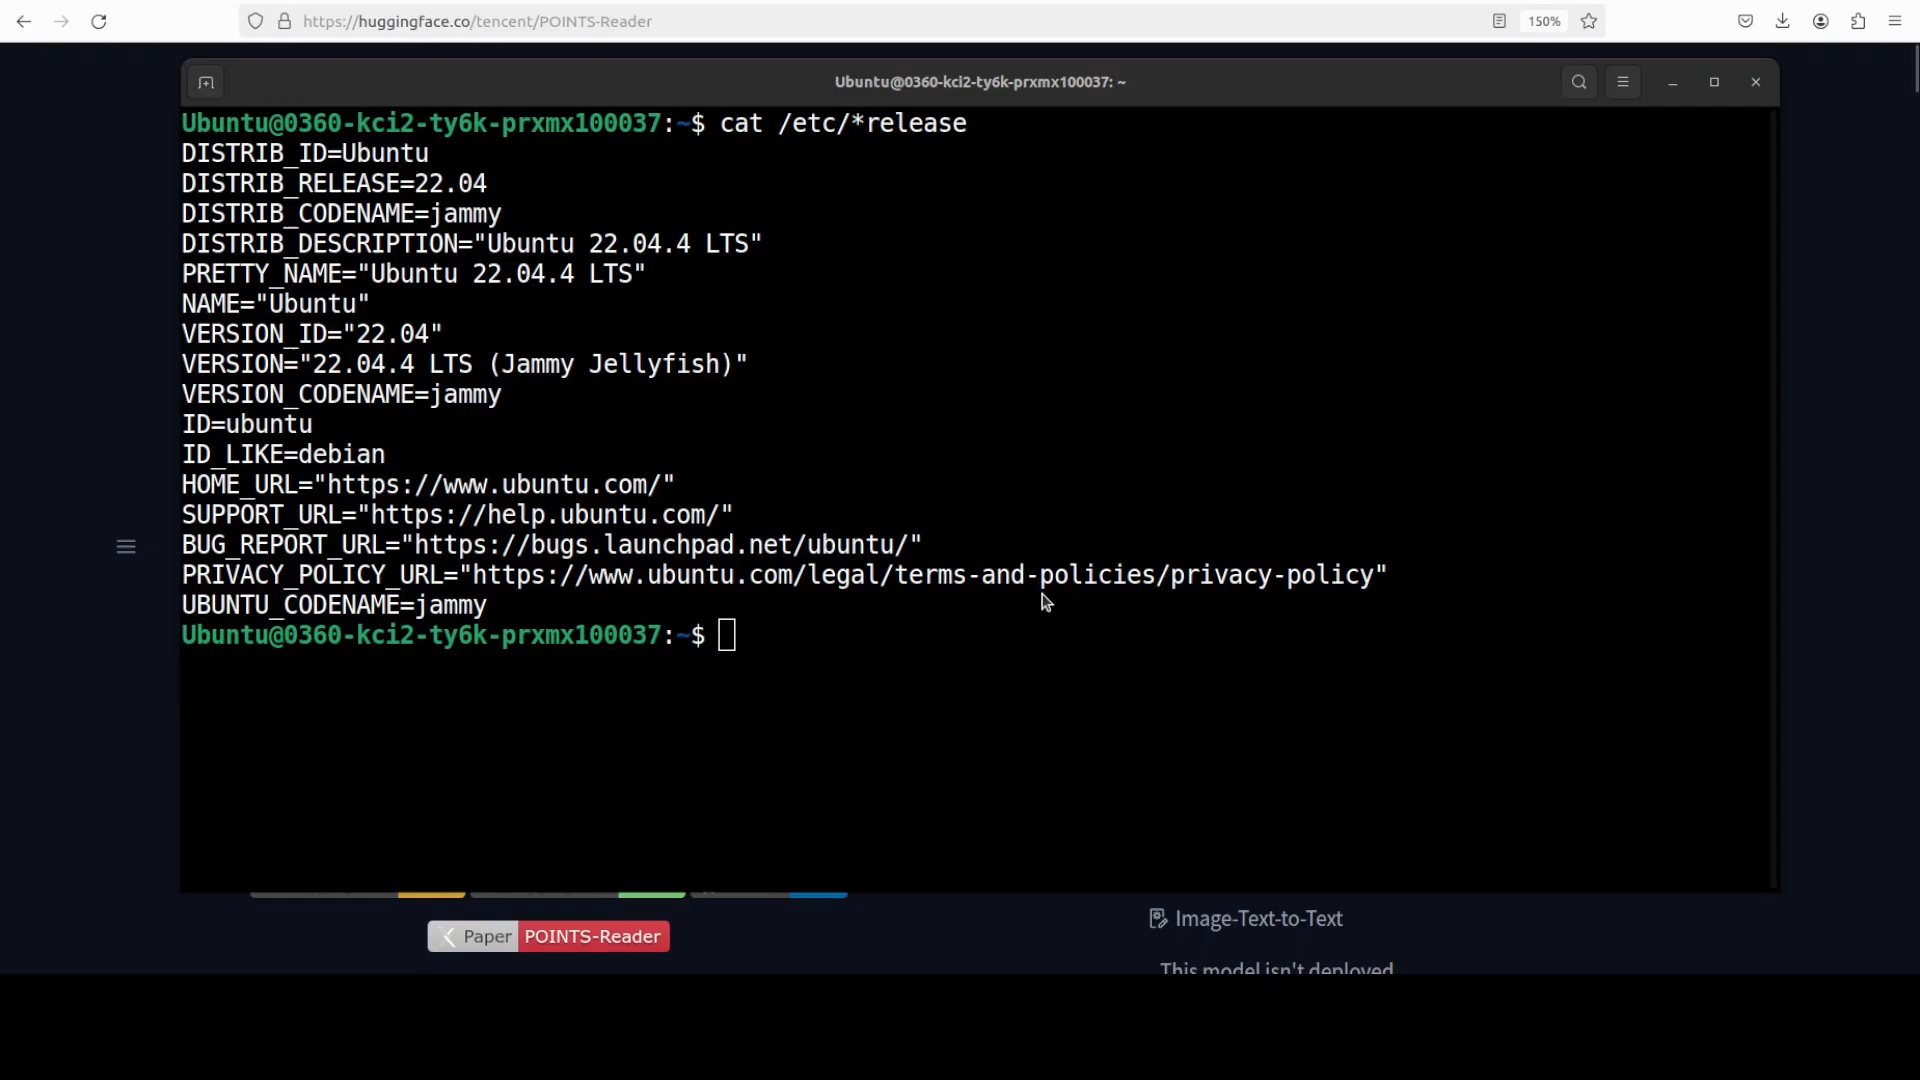 https://huggingface.co/tencent/POINTS-Reader
150%
Ubuntu@0360-kci2-ty6k-prxmx100037: ~
Ubuntu@0360-kci2-ty6k-prxmx100037:~$ cat /etc/*release
DISTRIB_ID=Ubuntu
DISTRIB_RELEASE=22.04
DISTRIB_CODENAME=jammy
DISTRIB_DESCRIPTION="Ubuntu 22.04.4 LTS"
PRETTY_NAME="Ubuntu 22.04.4 LTS"
NAME="Ubuntu"
VERSION_ID="22.04"
VERSION="22.04.4 LTS (Jammy Jellyfish)"
VERSION_CODENAME=jammy
ID=ubuntu
ID_LIKE=debian
HOME_URL="https://www.ubuntu.com/"
SUPPORT_URL="https://help.ubuntu.com/"
BUG_REPORT_URL="https://bugs.launchpad.net/ubuntu/"
PRIVACY_POLICY_URL="https://www.ubuntu.com/legal/terms-and-policies/privacy-policy"
UBUNTU_CODENAME=jammy
Ubuntu@0360-kci2-ty6k-prxmx100037:~$
Image-Text-to-Text
Paper POINTS-Reader
This model isn't deployed